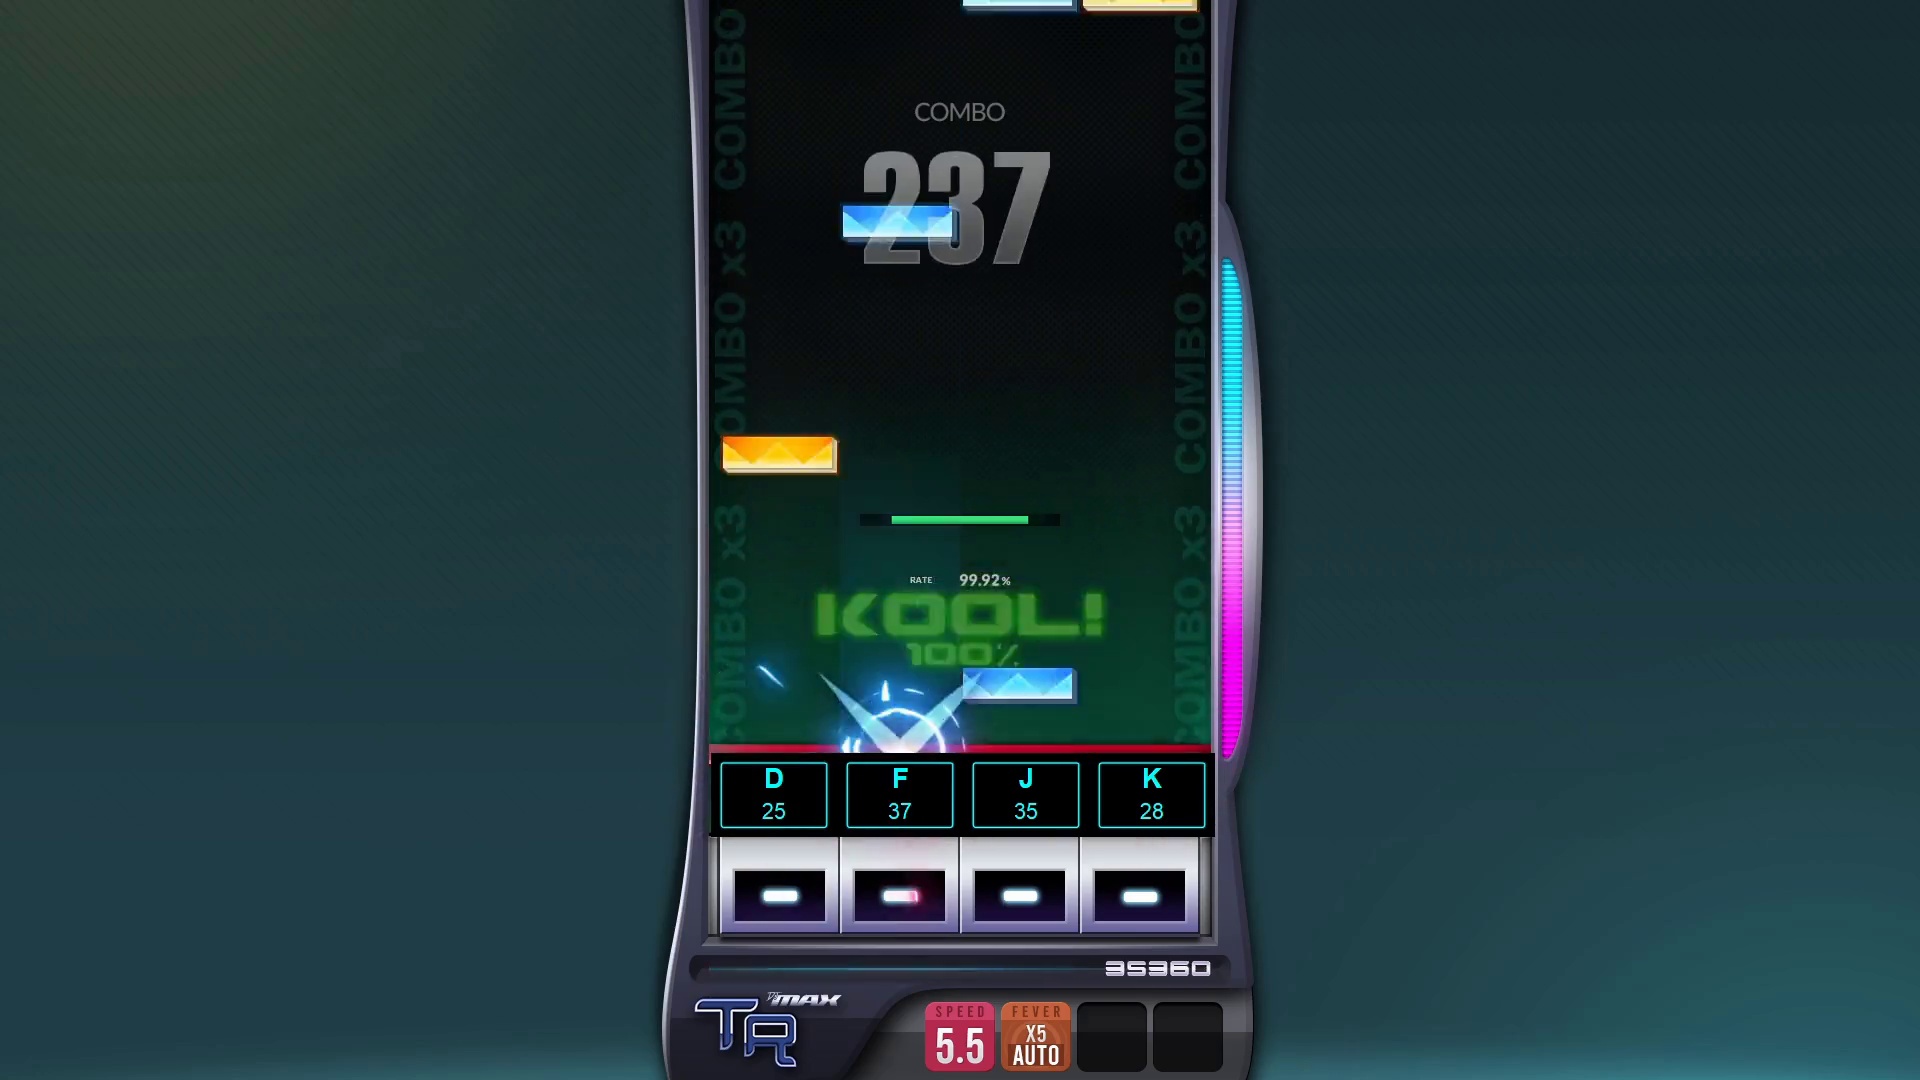 COMBO
237
COMBO x3 COMBO x3 COMBO
COMBO x3 COMBO x3 COMBO
RATE 99.92%
KOOL!
100%
D F J K
25 37 35 28
35360
DJMAX
TR
SPEED 5.5
FEVER X5 AUTO